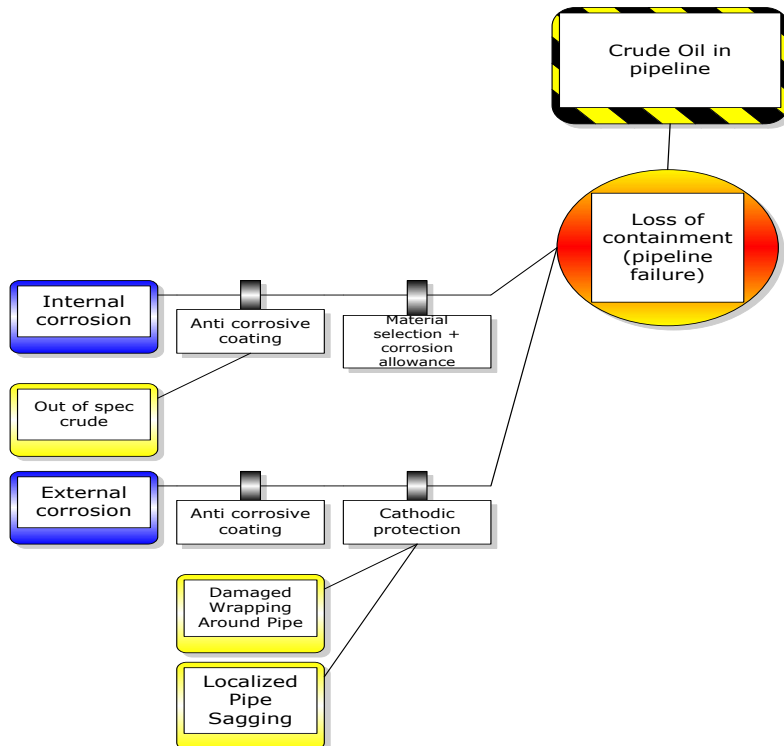 Crude Oil in
pipeline
Loss of
containment
(pipeline
failure)
Internal
corrosion
Anti corrosive
coating
Material
selection +
corrosion
allowance
Out of spec
crude
External
corrosion
Anti corrosive
coating
Cathodic
protection
Damaged
Wrapping
Around Pipe
Localized
Pipe
Sagging